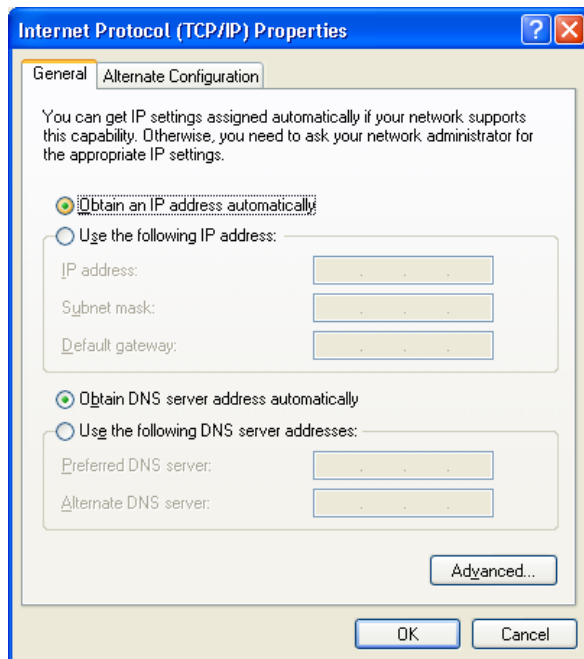 Internet Protocol (TCP/IP) Properties
General
Alternate Configuration
You can get IP settings assigned automatically if your network supports
this capability. Otherwise, you need to ask your network administrator for
the appropriate IP settings.
Obtain an IP address automatically
Use the following IP address:
IP address:
Subnet mask:
Default gateway:
Obtain DNS server address automatically
Use the following DNS server addresses:
Preferred DNS server:
Alternate DNS server:
Advanced...
OK
Cancel